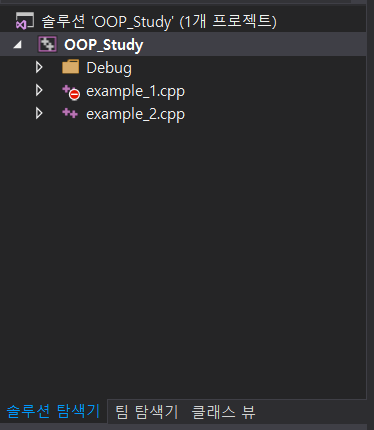 솔루션 'OOP_Study' (1개 프로젝트)
OOP_Study
Debug
example_1.cpp
example_2.cpp
솔루션 탐색기 팀 탐색기 클래스 뷰